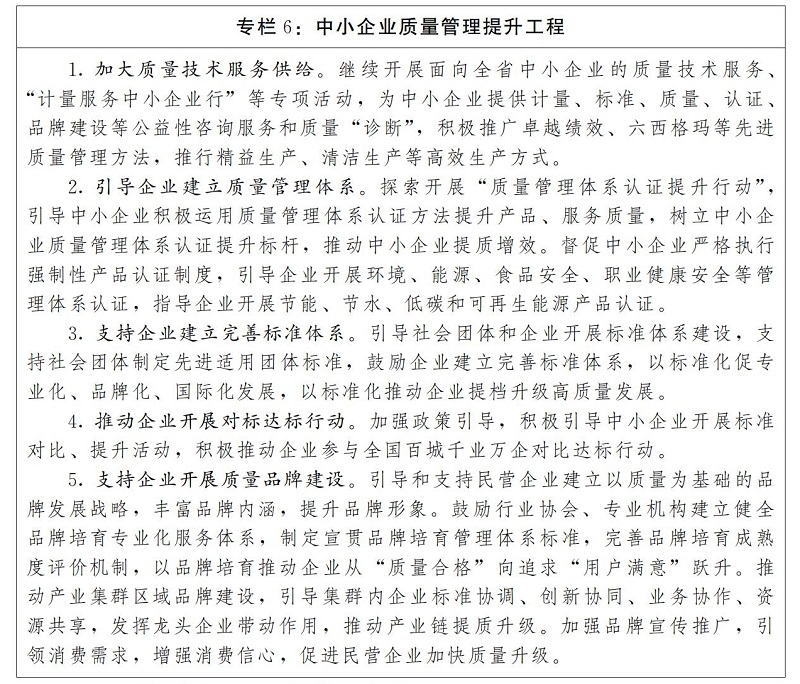 专栏 6：中小企业质量管理提升工程
1. 加大质量技术服务供给。继续开展面向全省中小企业的质量技术服务、
“计量服务中小企业行”等专项活动，为中小企业提供计量、标准、质量、认证、
品牌建设等公益性咨询服务和质量“诊断”，积极推广卓越绩效、六西格玛等先进
质量管理方法，推行精益生产、清洁生产等高效生产方式。
2. 引导企业建立质量管理体系。探索开展“质量管理体系认证提升行动”，
引导中小企业积极运用质量管理体系认证方法提升产品、服务质量，树立中小企
业质量管理体系认证提升标杆，推动中小企业提质增效。督促中小企业严格执行
强制性产品认证制度，引导企业开展环境、能源、食品安全、职业健康安全等管
理体系认证，指导企业开展节能、节水、低碳和可再生能源产品认证。
3. 支持企业建立完善标准体系。引导社会团体和企业开展标准体系建设，支
持社会团体制定先进适用团体标准，鼓励企业建立完善标准体系，以标准化促专
业化、品牌化、国际化发展，以标准化推动企业提档升级高质量发展。
4. 推动企业开展对标达标行动。加强政策引导，积极引导中小企业开展标准
对比、提升活动，积极推动企业参与全国百城千业万企对比达标行动。
5. 支持企业开展质量品牌建设。引导和支持民营企业建立以质量为基础的品
牌发展战略，丰富品牌内涵，提升品牌形象。鼓励行业协会、专业机构建立健全
品牌培育专业化服务体系，制定宣贯品牌培育管理体系标准，完善品牌培育成熟
度评价机制，以品牌培育推动企业从“质量合格”向追求“用户满意”跃升。推
动产业集群区域品牌建设，引导集群内企业标准协调、创新协同、业务协作、资
源共享，发挥龙头企业带动作用，推动产业链提质升级。加强品牌宣传推广，引
领消费需求，增强消费信心，促进民营企业加快质量升级。